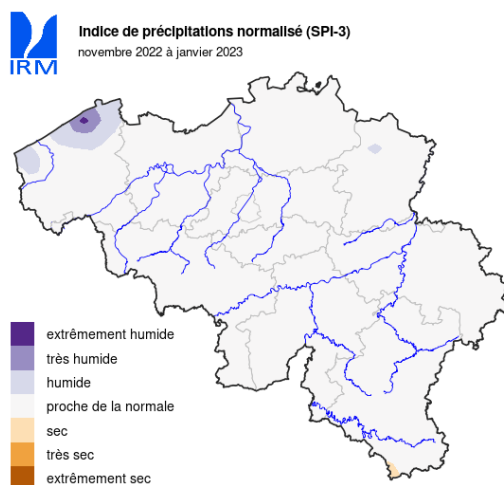 Indice de précipitations normalisé (SPI-3)
novembre 2022 à janvier 2023
IRM
extrêmement humide
très humide
humide
proche de la normale
sec
très sec
extrêmement sec